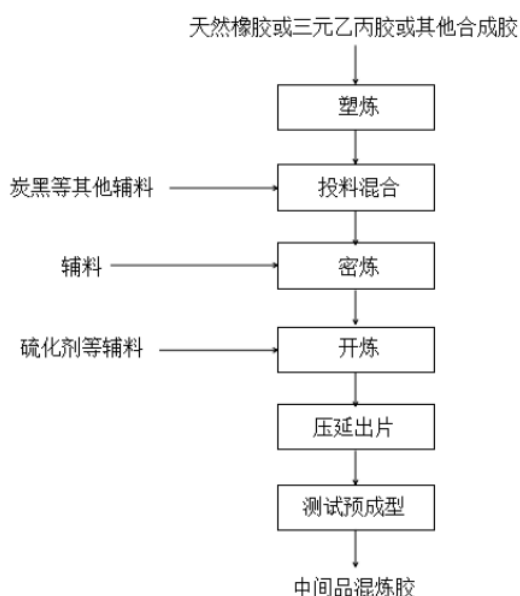 天然橡胶或三元乙丙胶或其他合成胶
塑炼
炭黑等其他辅料
投料混合
辅料
密炼
硫化剂等辅料
开炼
压延出片
测试预成型
中间品混炼胶